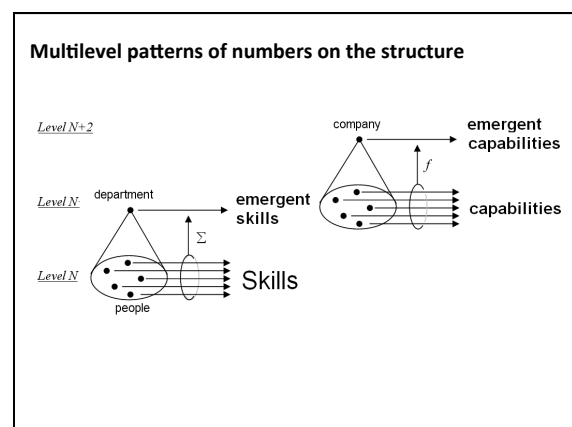 Multilevel patterns of numbers on the structure
Level N+2
company
emergent
capabilities
f
department
Level N·
emergent
skills
capabilities
Σ
Level N
Skills
people